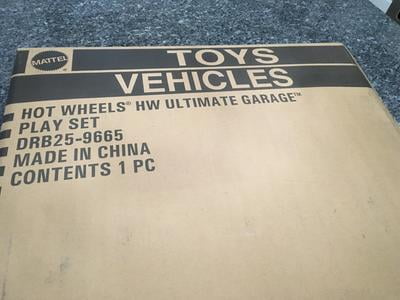 MATTEL
TOYS
VEHICLES
HOT WHEELS® HW ULTIMATE GARAGE™
PLAY SET
DRB25-9665
MADE IN CHINA
CONTENTS 1 PC